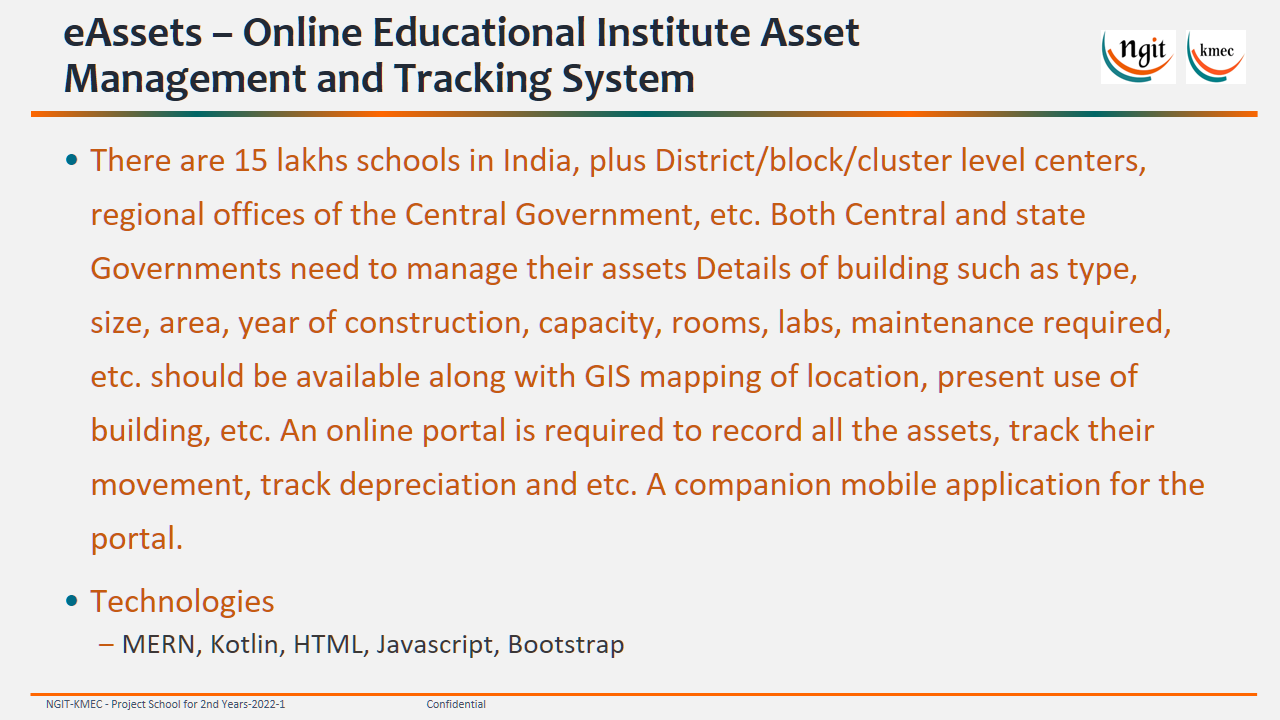 eAssets – Online Educational Institute Asset
Management and Tracking System
ngit
kmec
• There are 15 lakhs schools in India, plus District/block/cluster level centers,
regional offices of the Central Government, etc. Both Central and state
Governments need to manage their assets Details of building such as type,
size, area, year of construction, capacity, rooms, labs, maintenance required,
etc. should be available along with GIS mapping of location, present use of
building, etc. An online portal is required to record all the assets, track their
movement, track depreciation and etc. A companion mobile application for the
portal.
• Technologies
– MERN, Kotlin, HTML, Javascript, Bootstrap
NGIT-KMEC - Project School for 2nd Years-2022-1
Confidential